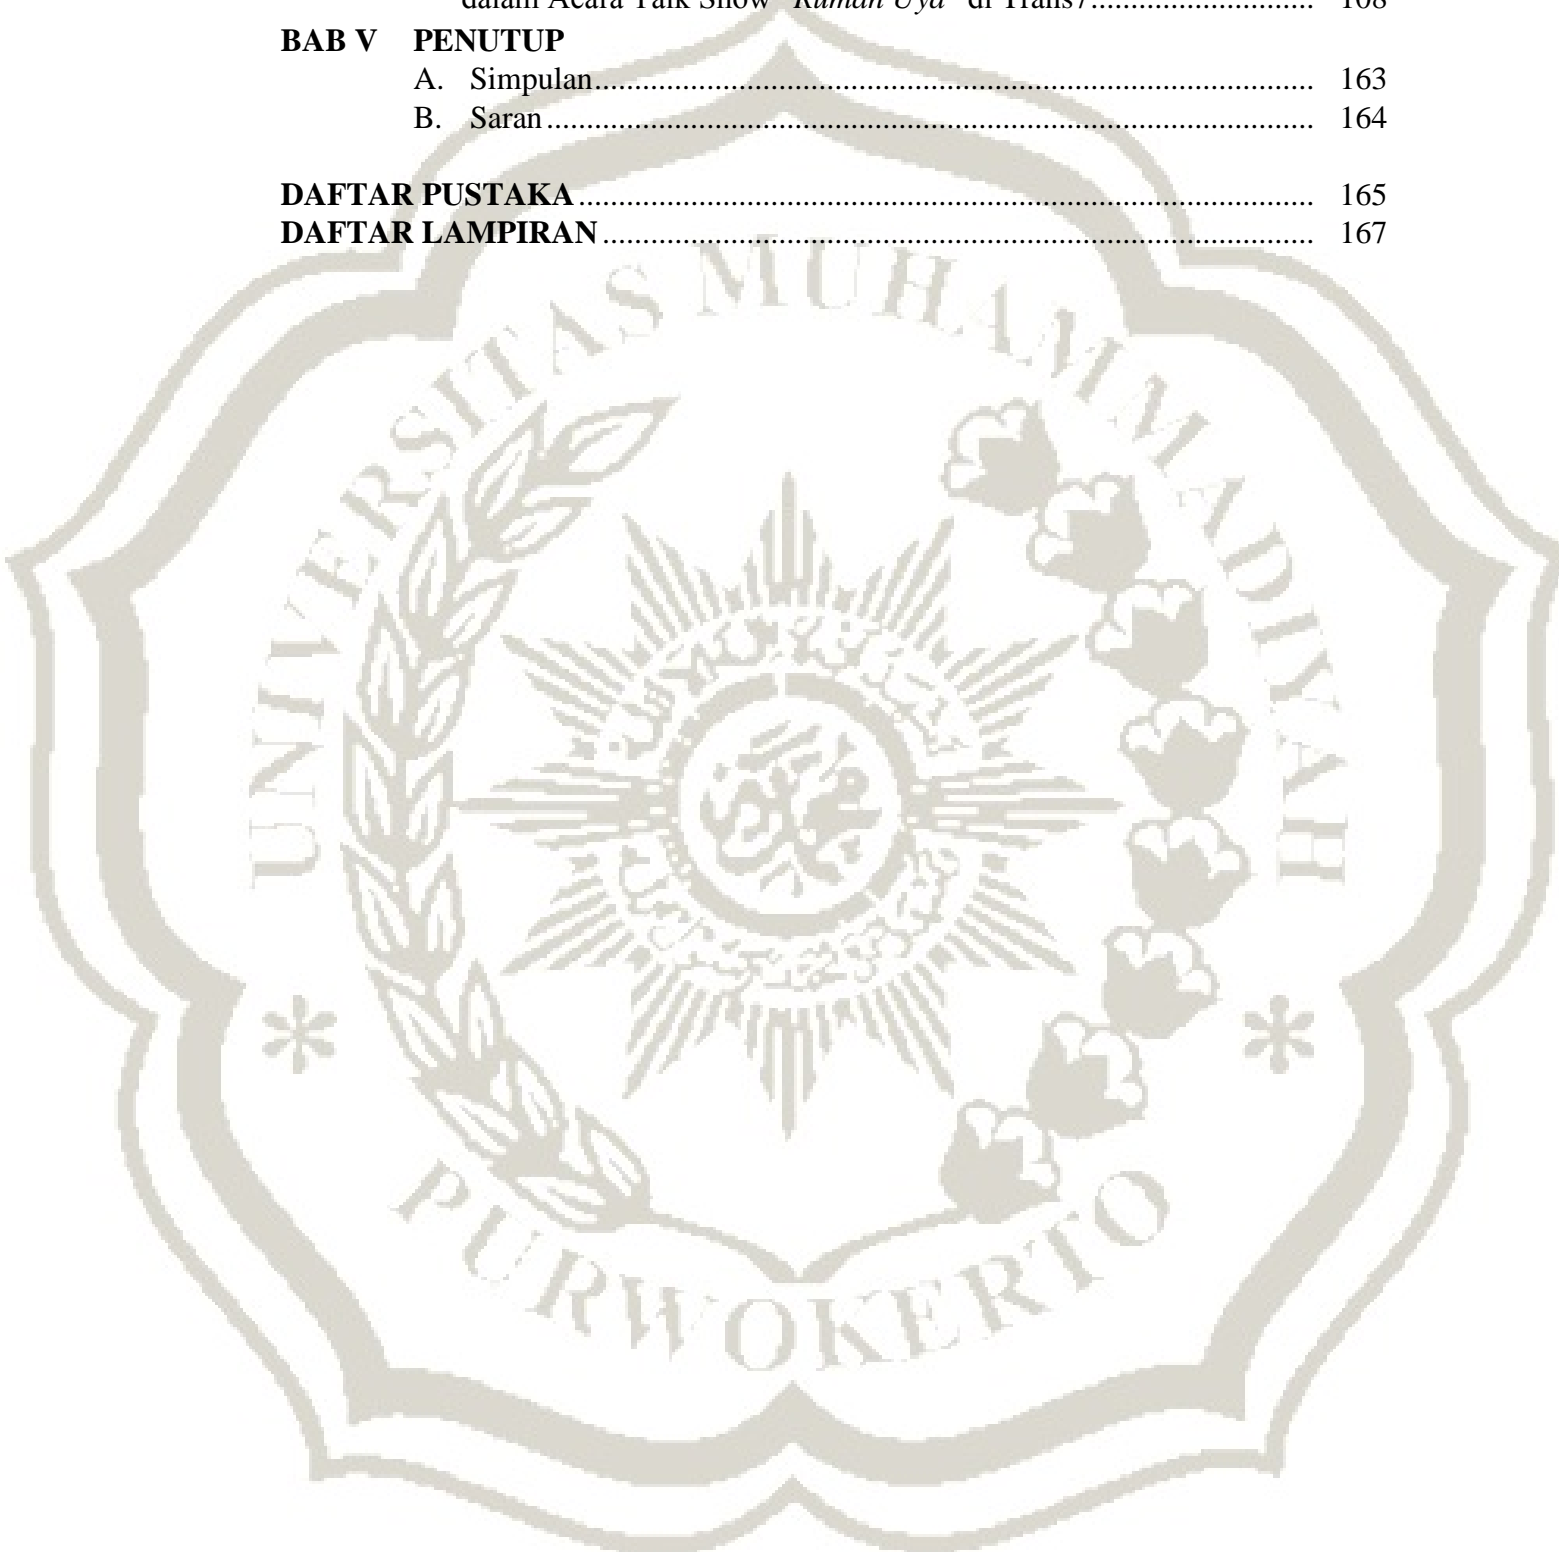 dalam Acara Talk Show "Rumah Uya" di Trans7............................ 108
BAB V PENUTUP
A. Simpulan.......................................................................................... 163
B. Saran................................................................................................ 164
DAFTAR PUSTAKA............................................................................................ 165
DAFTAR LAMPIRAN......................................................................................... 167
UNIVERSITAS MUHAMMADIYAH
PURWOKERTO